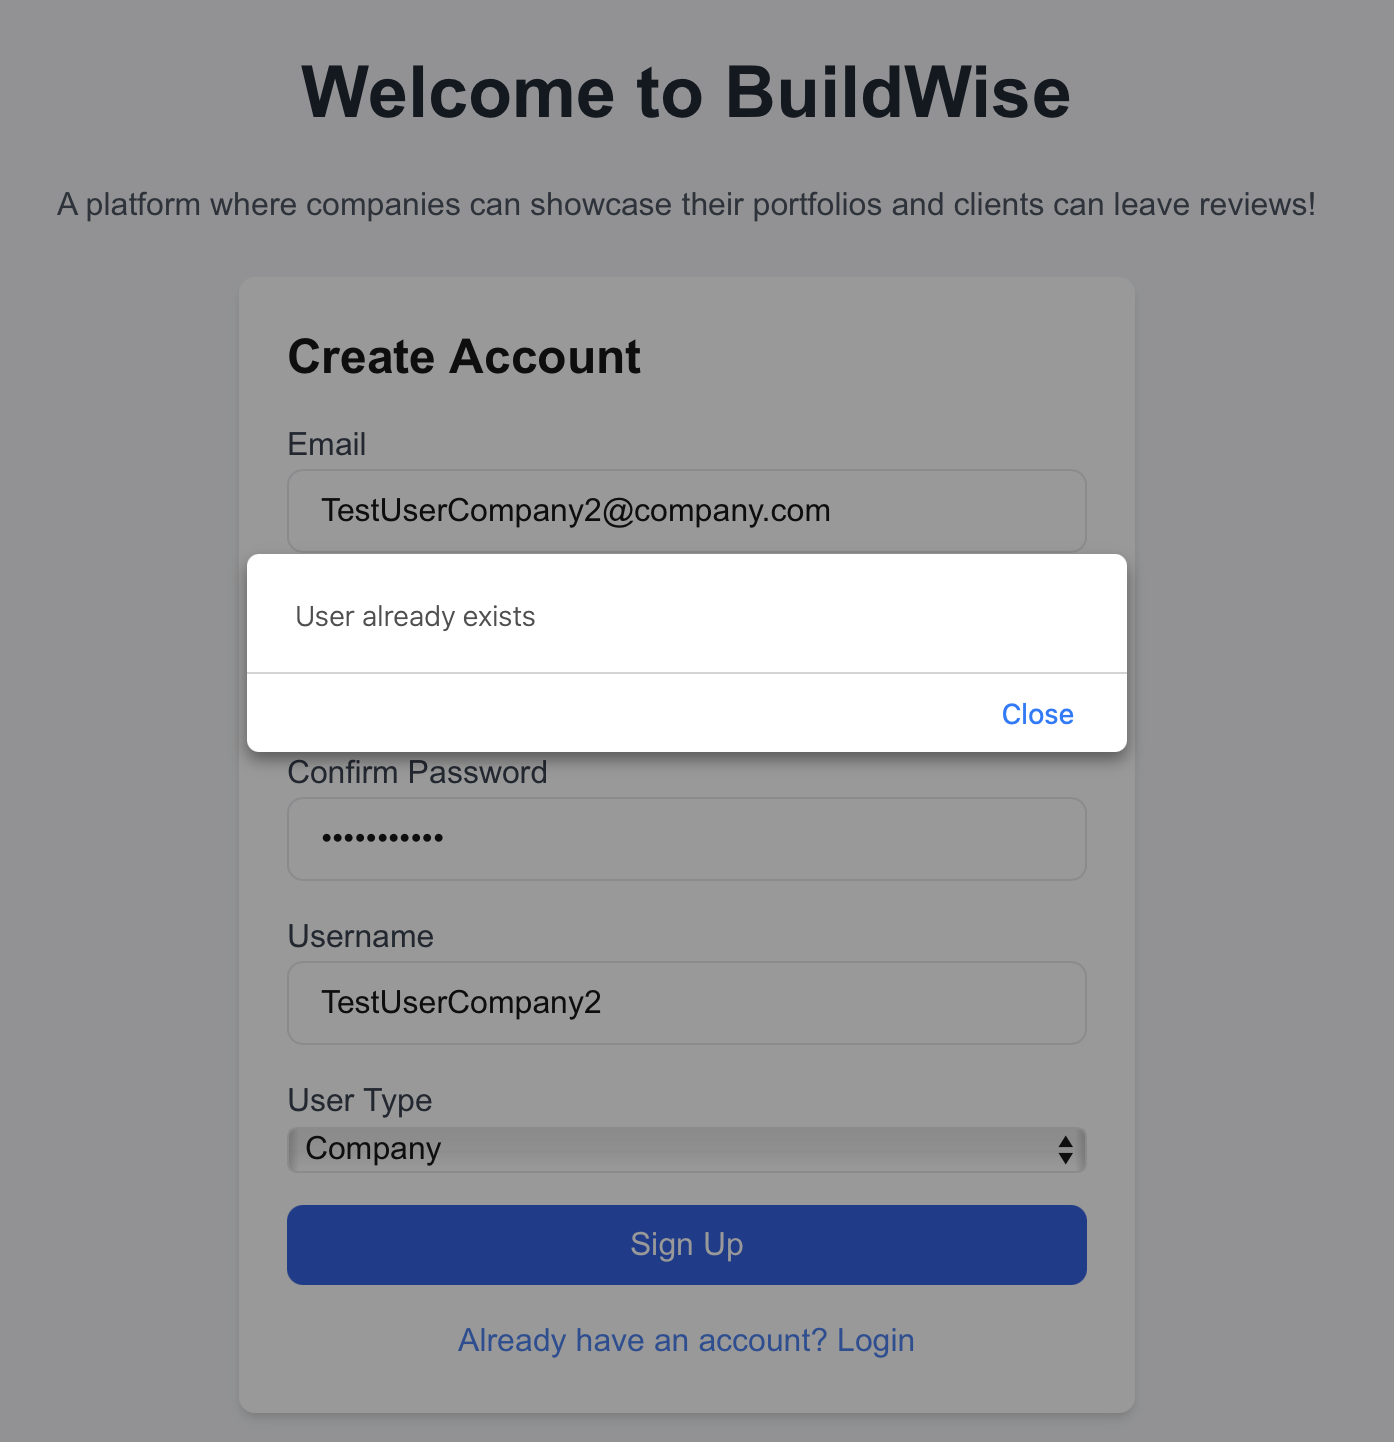 Welcome to BuildWise
A platform where companies can showcase their portfolios and clients can leave reviews!
Create Account
Email
TestUserCompany2@company.com
User already exists
Close
Confirm Password
•••••••••••
Username
TestUserCompany2
User Type
Company
Sign Up
Already have an account? Login